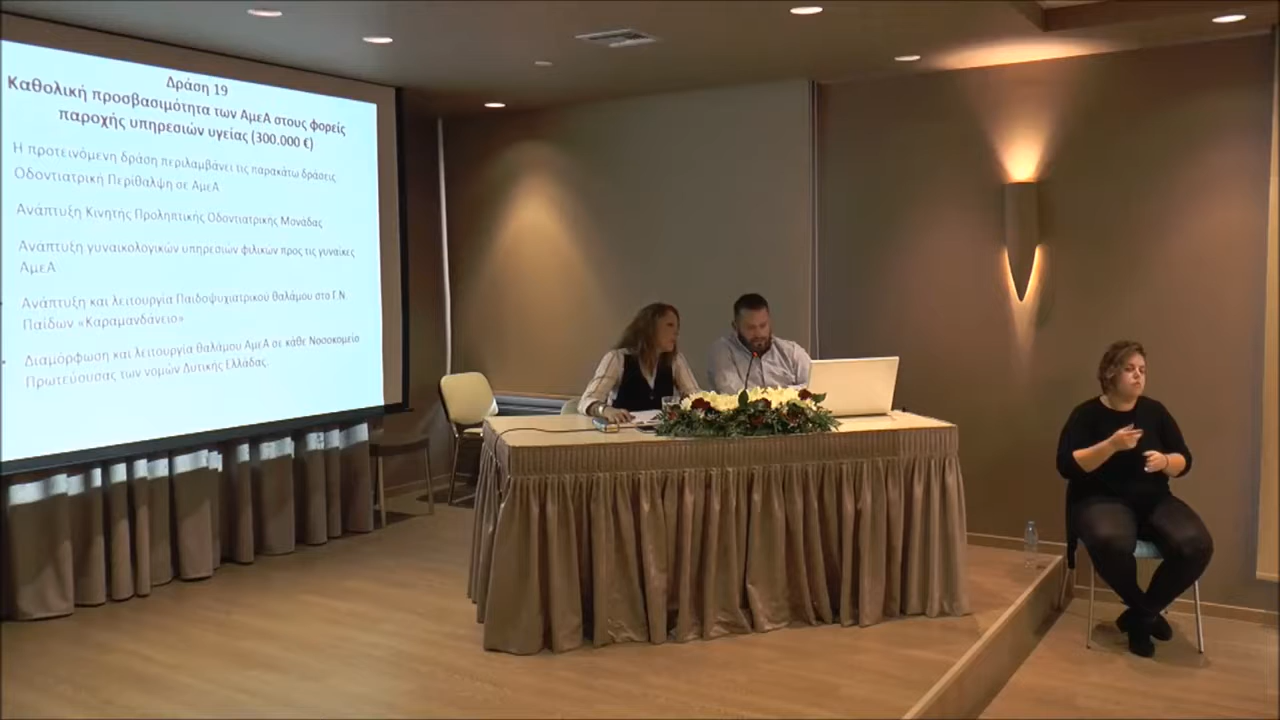 Δράση 19
Καθολική προσβασιμότητα των ΑμεΑ στους φορείς
παροχής υπηρεσιών υγείας (300.000 €)
Η προτεινόμενη δράση περιλαμβάνει τις παρακάτω δράσεις
Οδοντιατρική Περίθαλψη σε ΑμεΑ
Ανάπτυξη Κινητής Προληπτικής Οδοντιατρικης Μονάδας
Ανάπτυξη γυναικολογικών υπηρεσιών φιλικών προς τις γυναίκες
ΑμεΑ
Ανάπτυξη και λειτουργία Παιδοψυχιατρικού θαλάμου στο Γ.Ν.
Παίδων «Καραμανδάνειο»
Διαμόρφωση και λειτουργία θαλάμου ΑμεΑ σε κάθε Νοσοκομείο
Πρωτεύουσας των νομών Δυτικής Ελλάδας.